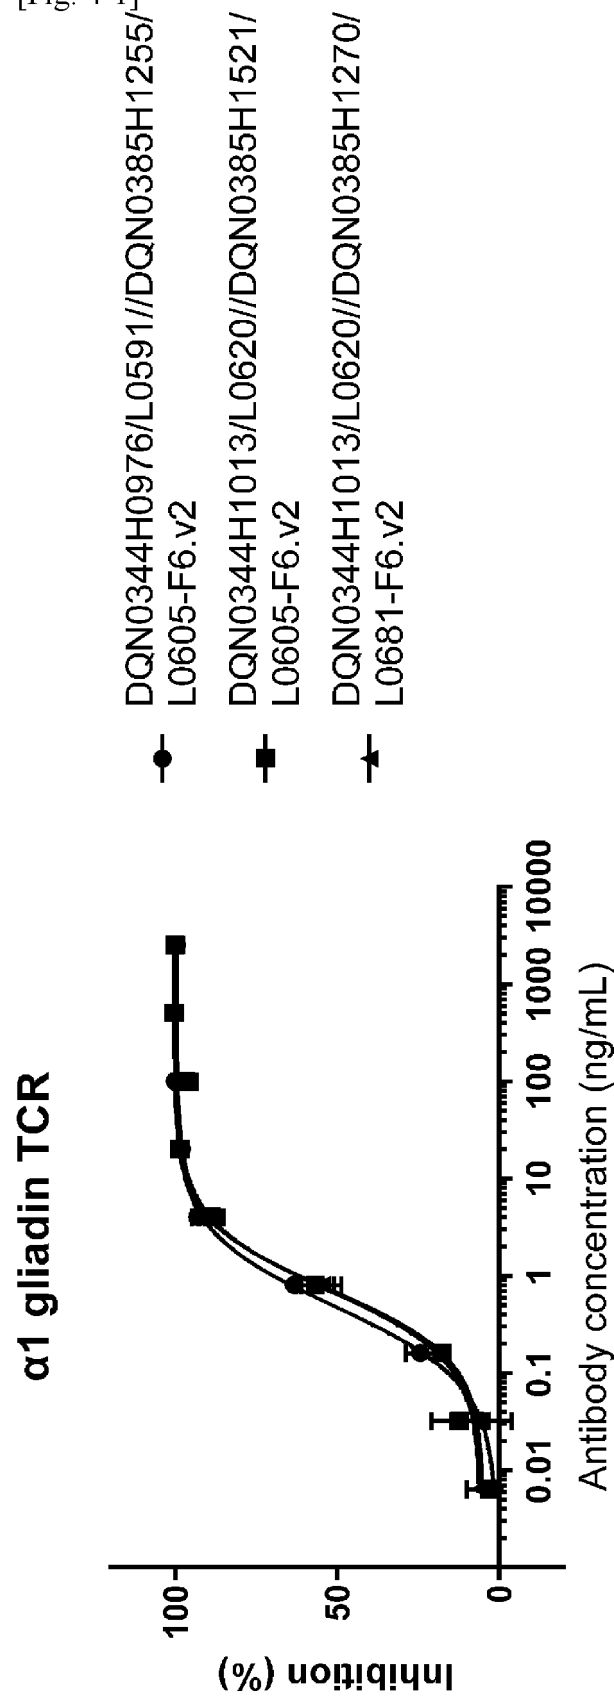 α1 gliadin TCR
Inhibition (%)
100
50
0
0.01
0.1
1
10
100
1000
10000
Antibody concentration (ng/mL)
DQN0344H0976/L0591//DQN0385H1255/
L0605-F6.v2
DQN0344H1013/L0620//DQN0385H1521/
L0605-F6.v2
DQN0344H1013/L0620//DQN0385H1270/
L0681-F6.v2